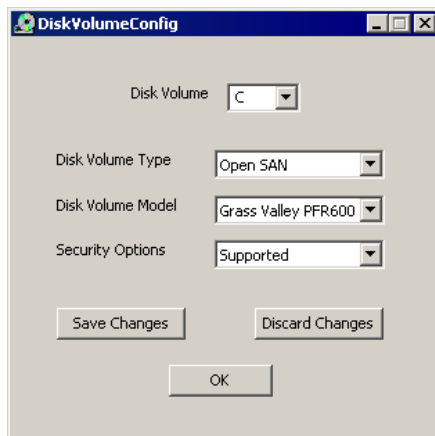 DiskVolumeConfig
Disk Volume C
Disk Volume Type Open SAN
Disk Volume Model Grass Valley PFR600
Security Options Supported
Save Changes Discard Changes
OK